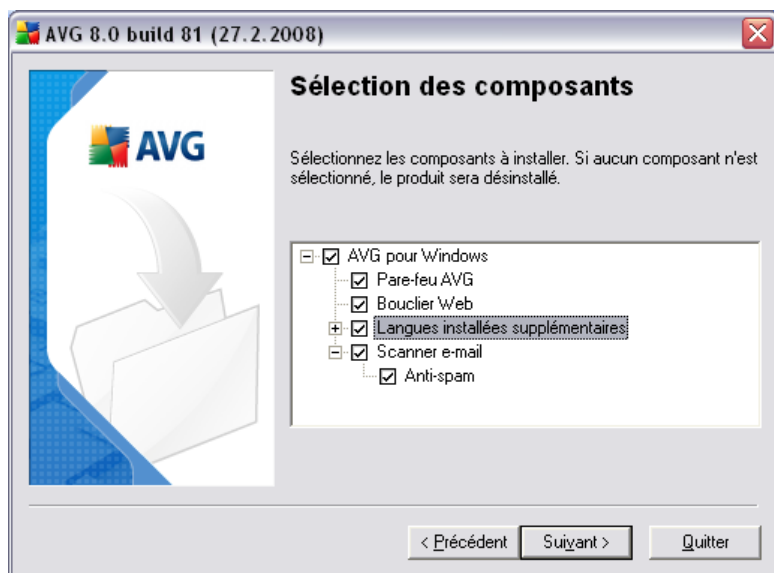 AVG 8.0 build 81 (27.2.2008)
AVG
Sélection des composants
Sélectionnez les composants à installer. Si aucun composant n'est
sélectionné, le produit sera désinstallé.
AVG pour Windows
Pare-feu AVG
Bouclier Web
Langues installées supplémentaires
Scanner e-mail
Anti-spam
< Précédent
Suivant >
Quitter